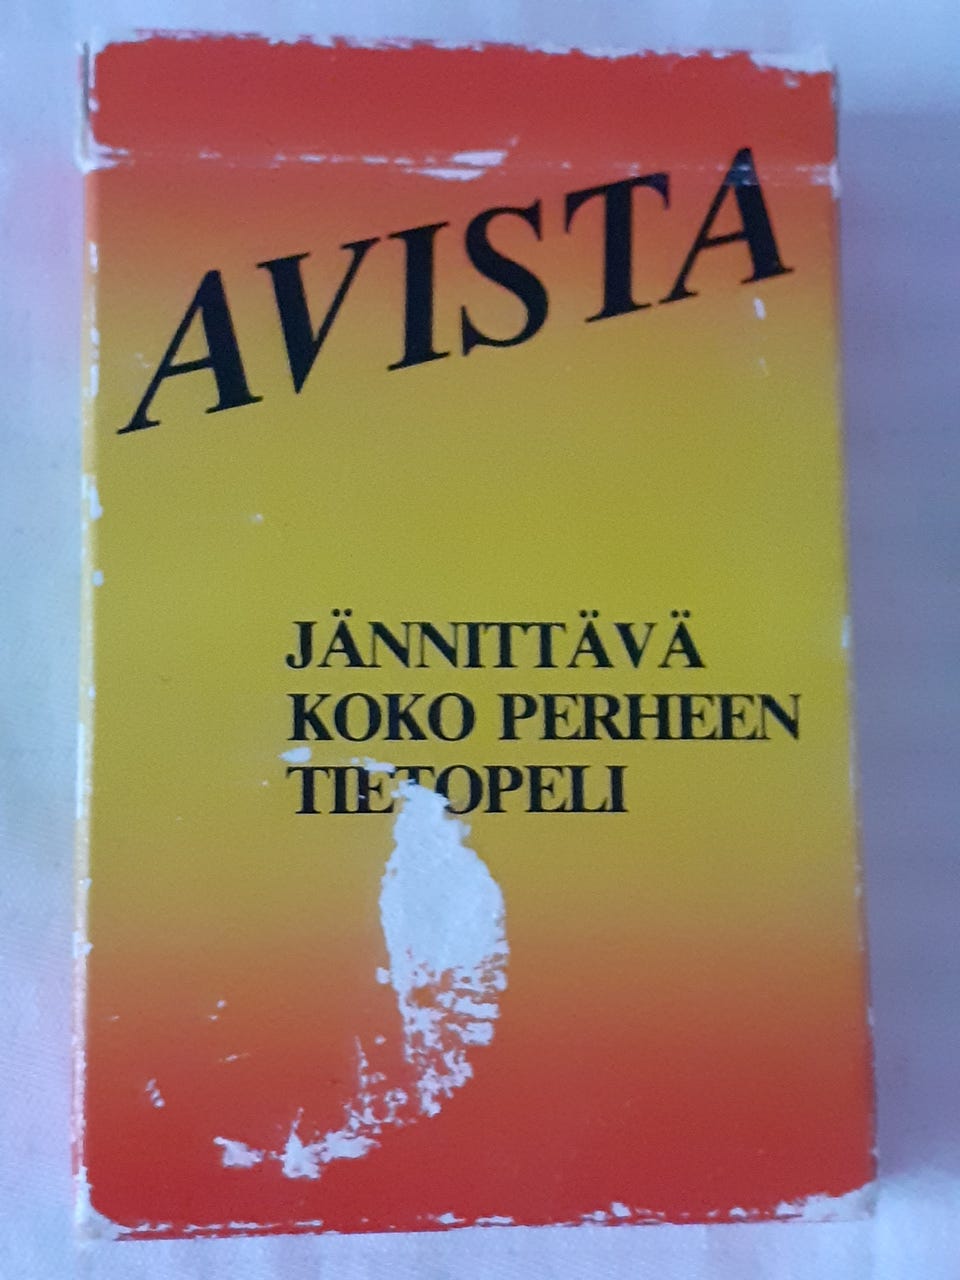 AVISTA
JÄNNITTÄVÄ
KOKO PERHEEN
TIETOPELI